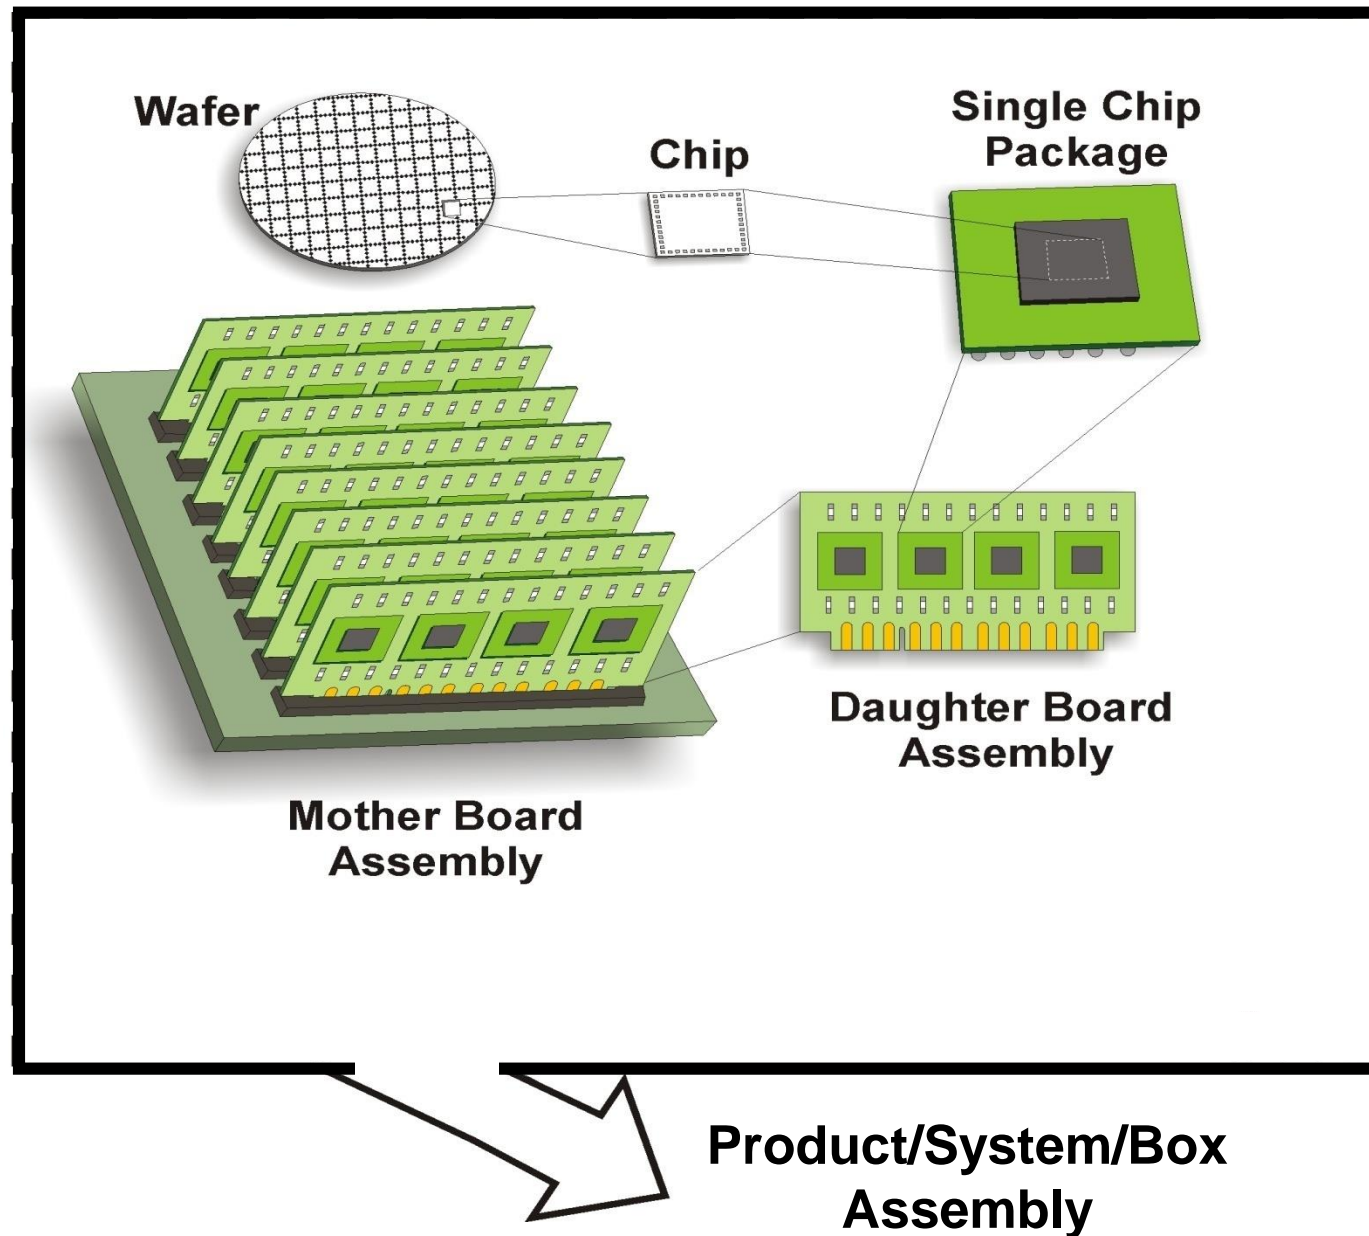 Wafer
Chip
Single Chip
Package
Daughter Board
Assembly
Mother Board
Assembly
Product/System/Box
Assembly